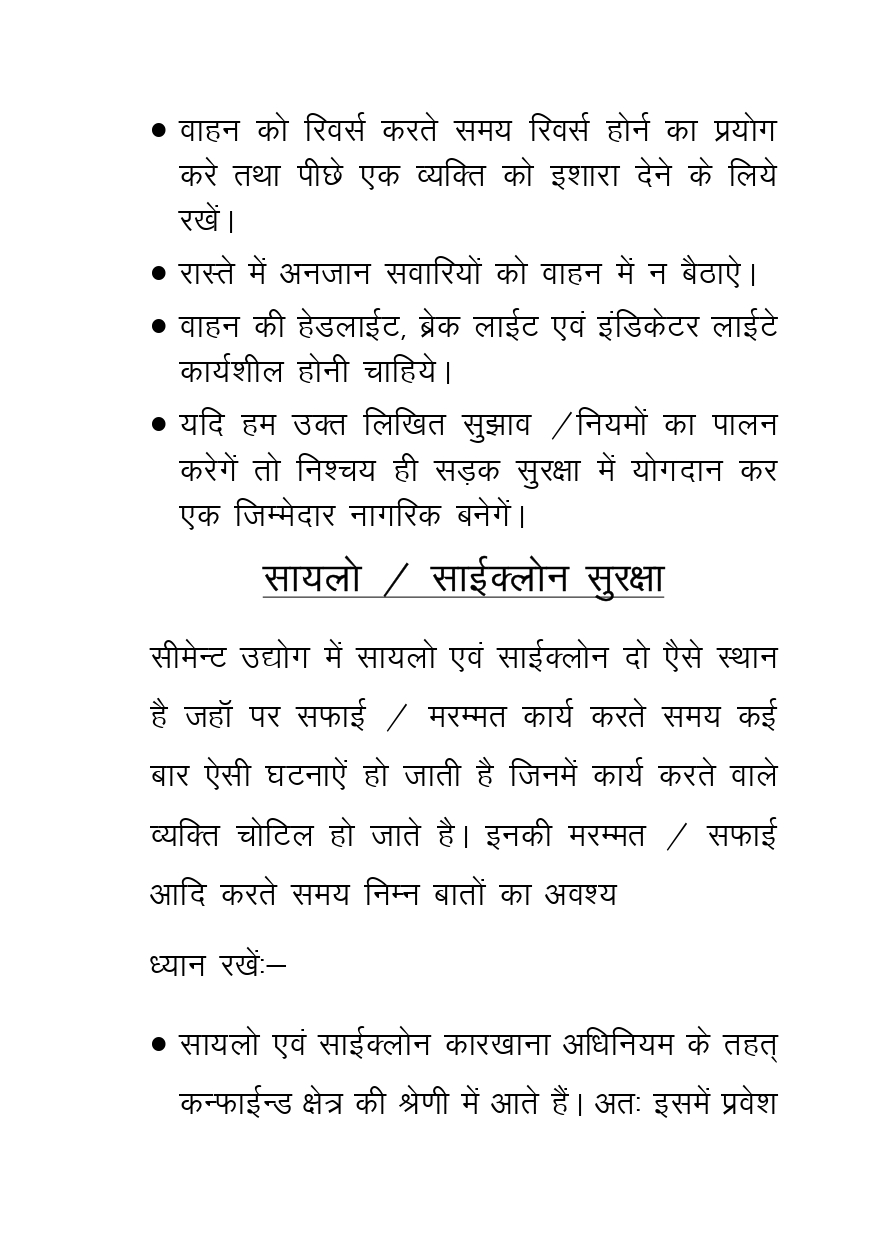 • वाहन को रिवर्स करते समय रिवर्स होर्न का प्रयोग
करे तथा पीछे एक व्यक्ति को इशारा देने के लिये
रखें।
• रास्ते में अनजान सवारियों को वाहन में न बैठाऐ।
• वाहन की हेडलाईट, ब्रेक लाईट एवं इंडिकेटर लाईटे
कार्यशील होनी चाहिये।
• यदि हम उक्त लिखित सुझाव /नियमों का पालन
करेगें तो निश्चय ही सड़क सुरक्षा में योगदान कर
एक जिम्मेदार नागरिक बनेगें।
सायलो / साईक्लोन सुरक्षा
सीमेन्ट उद्योग में सायलो एवं साईक्लोन दो एैसे स्थान
है जहॉ पर सफाई / मरम्मत कार्य करते समय कई
बार ऐसी घटनाऐं हो जाती है जिनमें कार्य करते वाले
व्यक्ति चोटिल हो जाते है। इनकी मरम्मत / सफाई
आदि करते समय निम्न बातों का अवश्य
ध्यान रखेंः–
• सायलो एवं साईक्लोन कारखाना अधिनियम के तहत्
कन्फाईन्ड क्षेत्र की श्रेणी में आते हैं। अतः इसमें प्रवेश